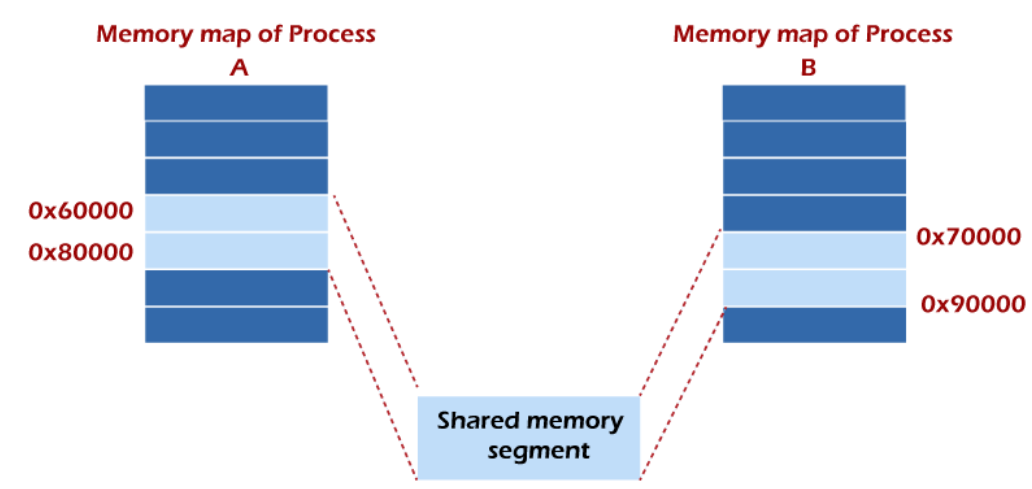 Memory map of Process
A
Memory map of Process
B
0x60000
0x80000
0x70000
0x90000
Shared memory
segment